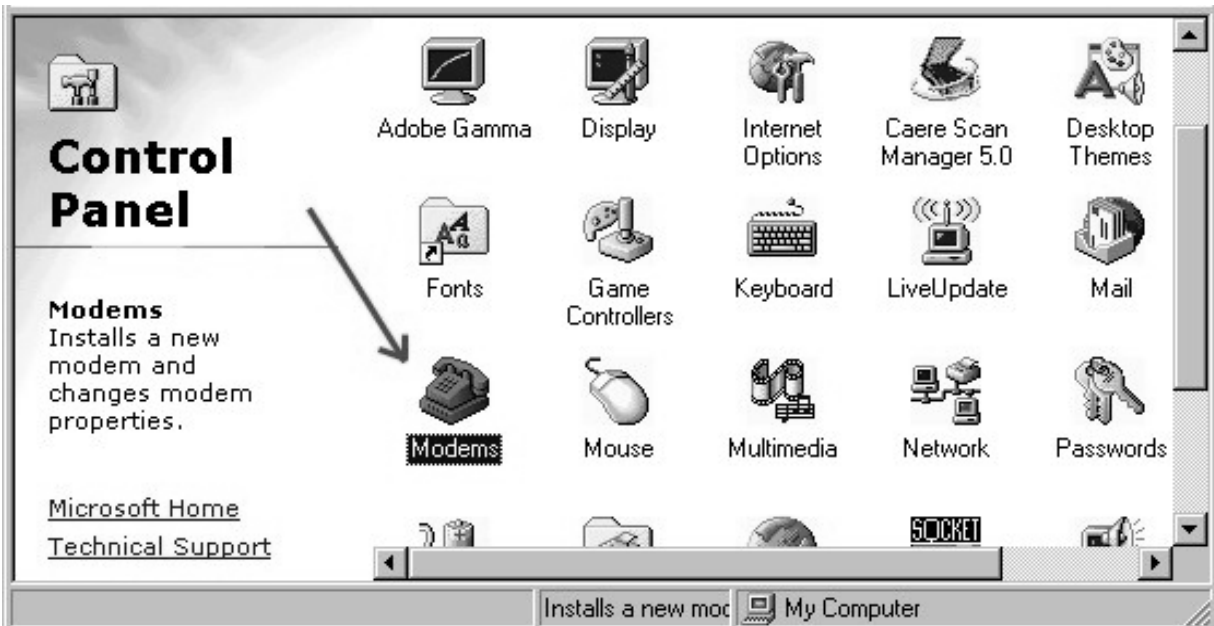 Control
Panel
Modems
Installs a new
modem and
changes modem
properties.
Microsoft Home
Technical Support
Adobe Gamma
Display
Internet
Options
Caere Scan
Manager 5.0
Desktop
Themes
Fonts
Game
Controllers
Keyboard
LiveUpdate
Mail
Modems
Mouse
Multimedia
Network
Passwords
SOCKET
Installs a new mod
My Computer